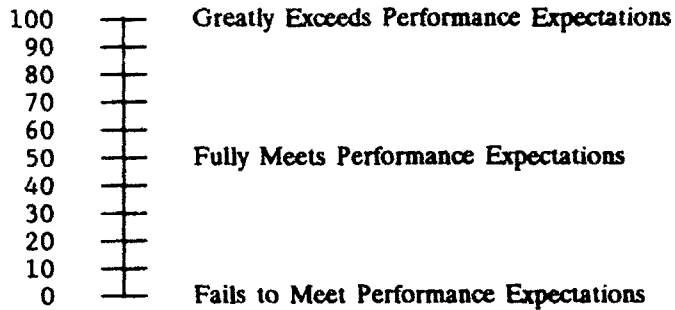 100 Greatly Exceeds Performance Expectations
90
80
70
60
50 Fully Meets Performance Expectations
40
30
20
10
0 Fails to Meet Performance Expectations